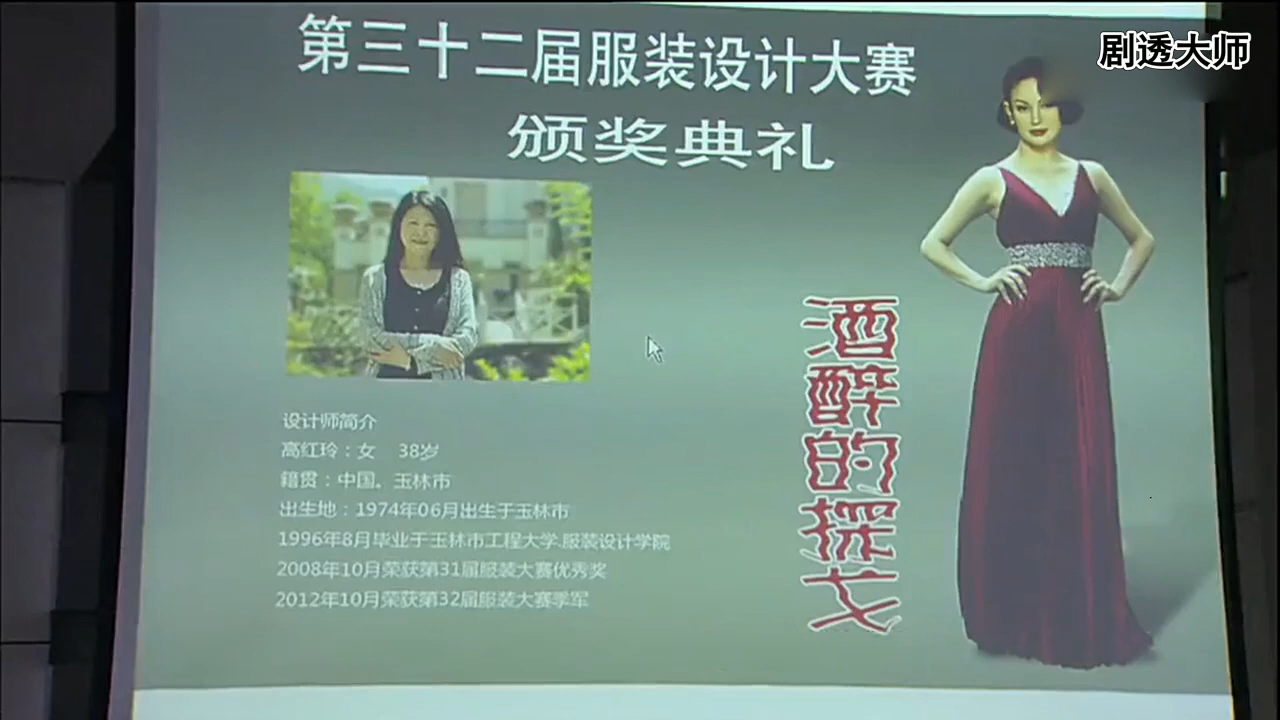 剧透大师
第三十二届服装设计大赛
颁奖典礼
设计师简介
高红玲：女 38岁
籍贯：中国。玉林市
出生地：1974年06月出生于玉林市
1996年8月毕业于玉林市工程大学.服装设计学院
2008年10月荣获第31届服装大赛优秀奖
2012年10月荣获第32届服装大赛季军
酒醉的探戈